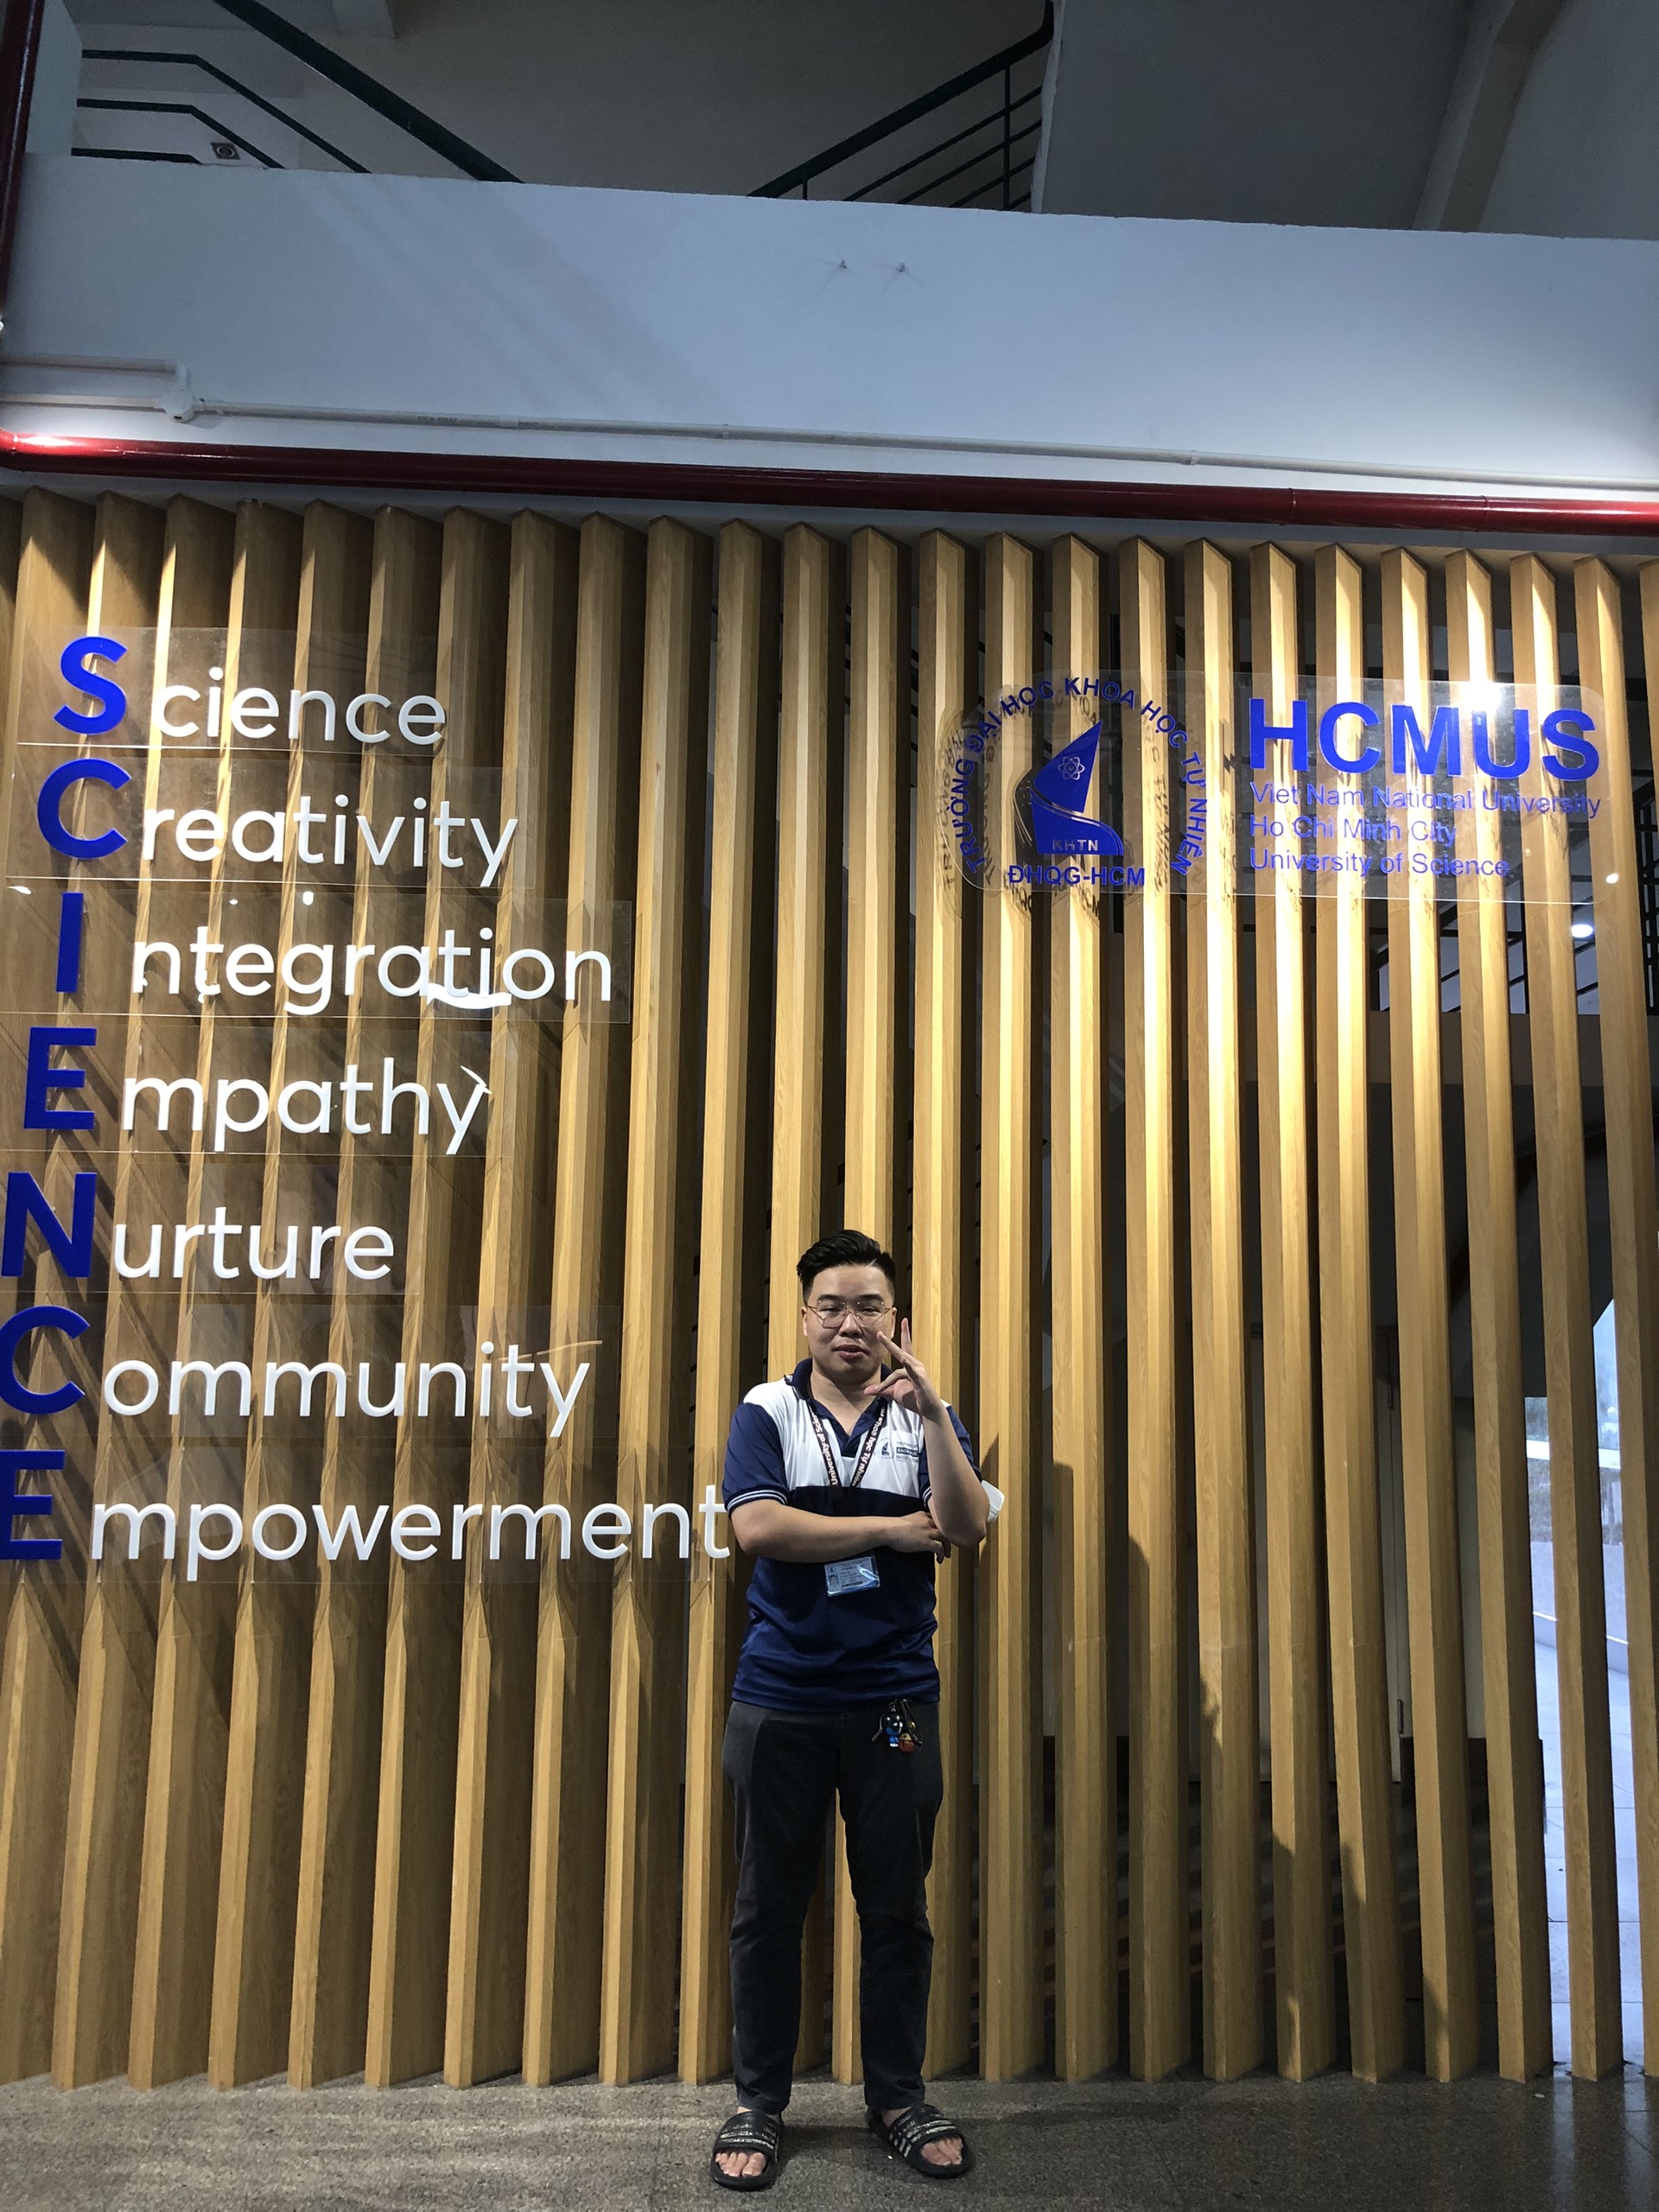 Science
Creativity
Integration
Empathy
Nurture
Community
Empowerment
TRƯỜNG ĐẠI HỌC KHOA HỌC TỰ NHIÊN
KHTN
ĐHQG-HCM
HCMUS
Viet Nam National University
Ho Chi Minh City
University of Science